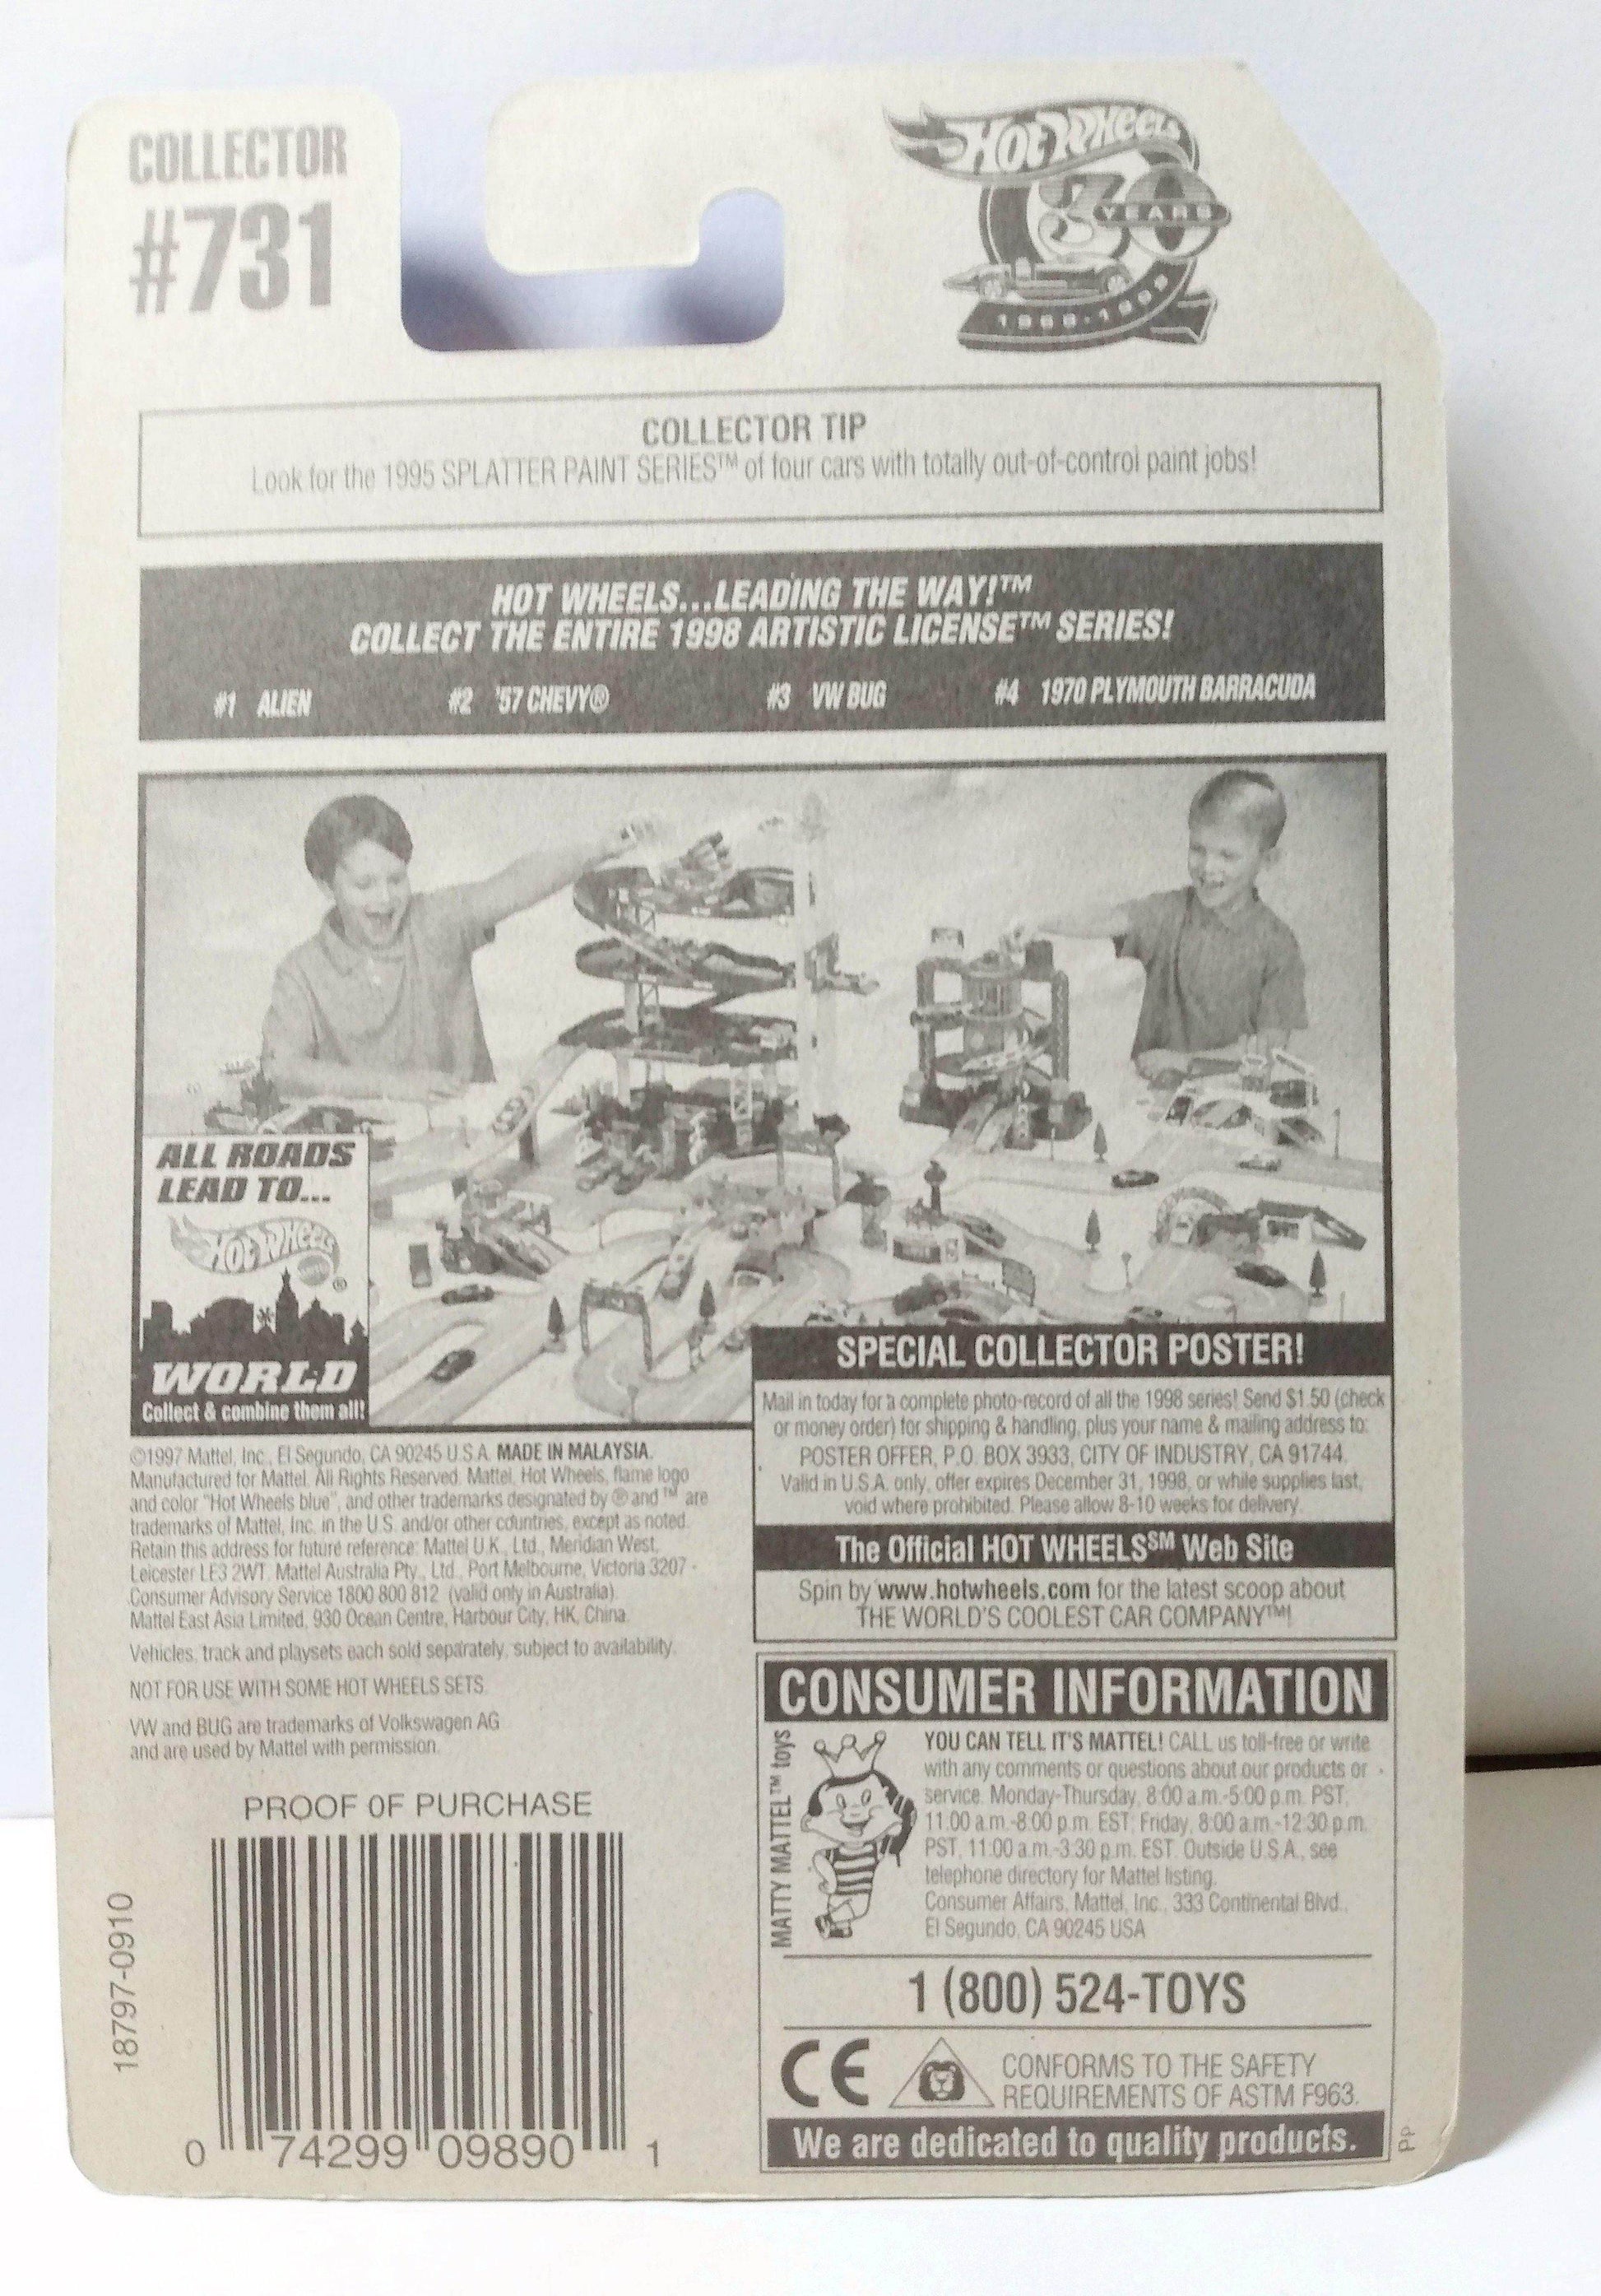 COLLECTOR
#731
HOT WHEELS
30
YEARS
1968-1998
COLLECTOR TIP
Look for the 1995 SPLATTER PAINT SERIES™ of four cars with totally out-of-control paint jobs!
HOT WHEELS...LEADING THE WAY!™
COLLECT THE ENTIRE 1998 ARTISTIC LICENSE™ SERIES!
#1 ALIEN #2 '57 CHEVY® #3 VW BUG #4 1970 PLYMOUTH BARRACUDA
ALL ROADS
LEAD TO...
HOT WHEELS
®
WORLD
Collect & combine them all!
©1997 Mattel, Inc., El Segundo, CA 90245 U.S.A. MADE IN MALAYSIA.
Manufactured for Mattel. All Rights Reserved. Mattel, Hot Wheels, flame logo
and color "Hot Wheels blue", and other trademarks designated by ® and ™ are
trademarks of Mattel, Inc. in the U.S. and/or other countries, except as noted.
Retain this address for future reference: Mattel U.K., Ltd., Meridian West,
Leicester LE3 2WT. Mattel Australia Pty., Ltd., Port Melbourne, Victoria 3207 -
Consumer Advisory Service 1800 800 812 (valid only in Australia).
Mattel East Asia Limited, 930 Ocean Centre, Harbour City, HK, China.
Vehicles, track and playsets each sold separately, subject to availability.
NOT FOR USE WITH SOME HOT WHEELS SETS.
VW and BUG are trademarks of Volkswagen AG
and are used by Mattel with permission.
PROOF OF PURCHASE
18797-0910
0 74299 09890 1
SPECIAL COLLECTOR POSTER!
Mail in today for a complete photo-record of all the 1998 series! Send $1.50 (check
or money order) for shipping & handling, plus your name & mailing address to:
POSTER OFFER, P.O. BOX 3933, CITY OF INDUSTRY, CA 91744.
Valid in U.S.A. only, offer expires December 31, 1998, or while supplies last,
void where prohibited. Please allow 8-10 weeks for delivery.
The Official HOT WHEELS℠ Web Site
Spin by www.hotwheels.com for the latest scoop about
THE WORLD'S COOLEST CAR COMPANY™!
CONSUMER INFORMATION
MATTY MATTEL™ toys
YOU CAN TELL IT'S MATTEL! CALL us toll-free or write
with any comments or questions about our products or
service. Monday-Thursday, 8:00 a.m.-5:00 p.m. PST,
11:00 a.m.-8:00 p.m. EST; Friday, 8:00 a.m.-12:30 p.m.
PST, 11:00 a.m.-3:30 p.m. EST. Outside U.S.A., see
telephone directory for Mattel listing.
Consumer Affairs, Mattel, Inc., 333 Continental Blvd.,
El Segundo, CA 90245 USA
1 (800) 524-TOYS
CE
CONFORMS TO THE SAFETY
REQUIREMENTS OF ASTM F963.
We are dedicated to quality products.
Pp